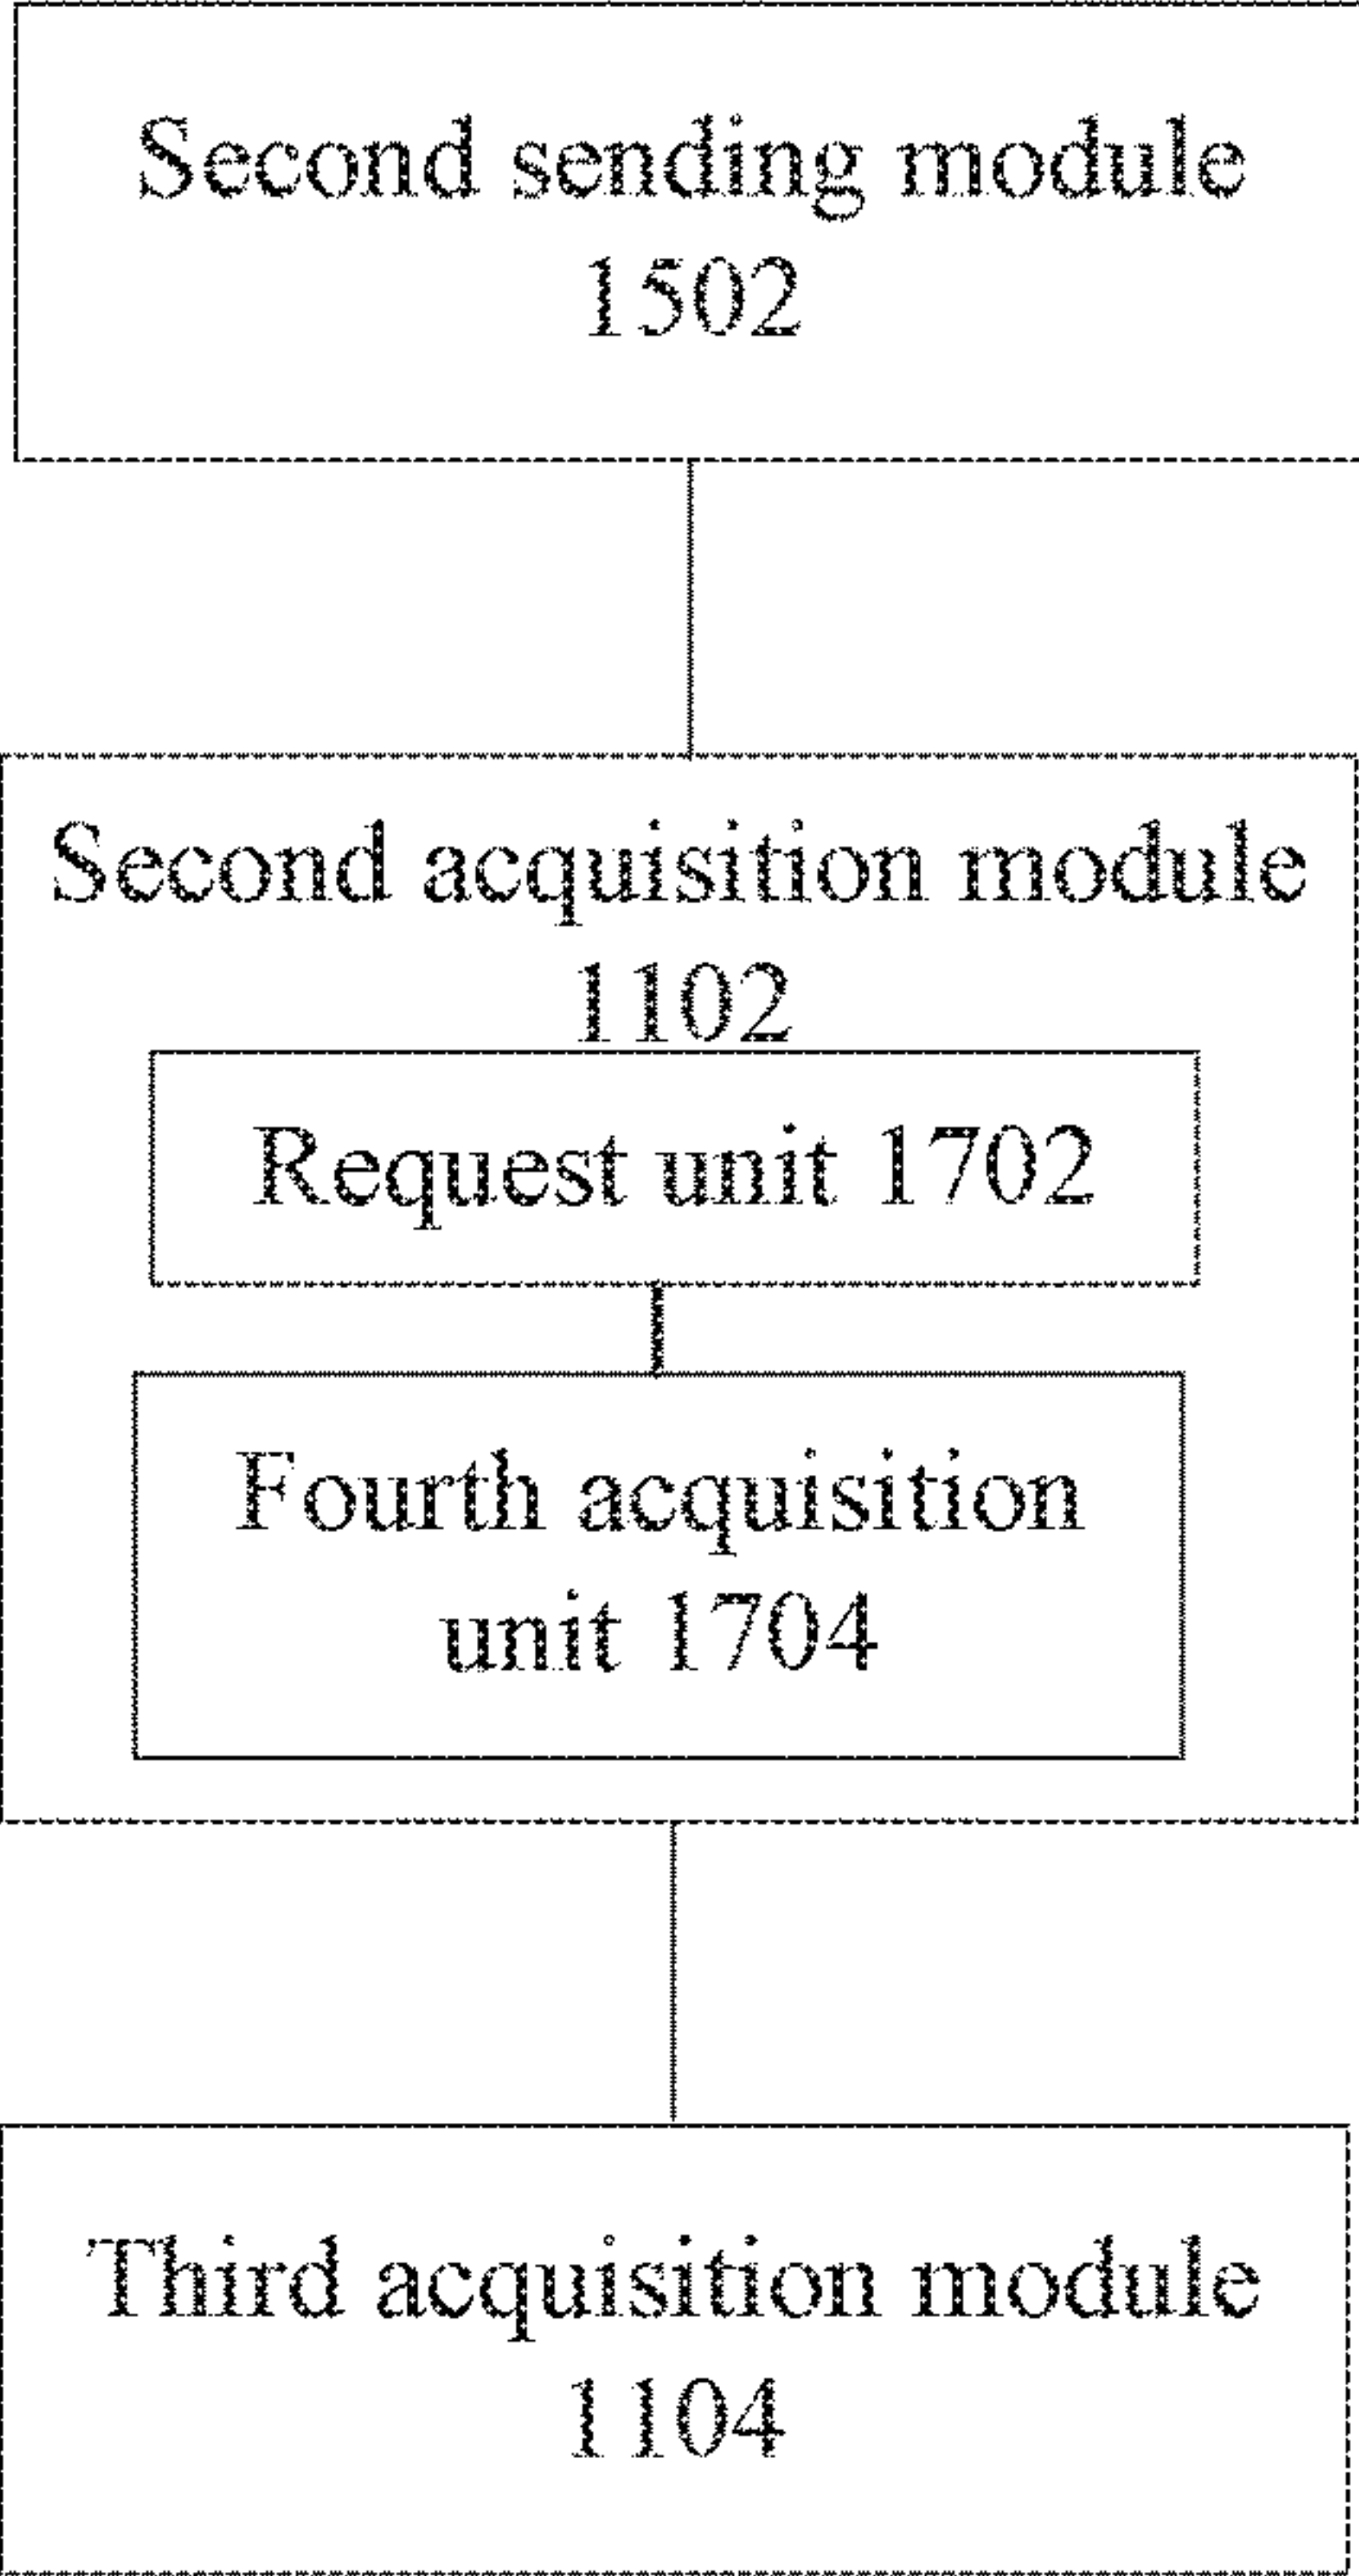 Second sending module
1502
Second acquisition module
1102
Request unit 1702
Fourth acquisition
unit 1704
Third acquisition module
1104